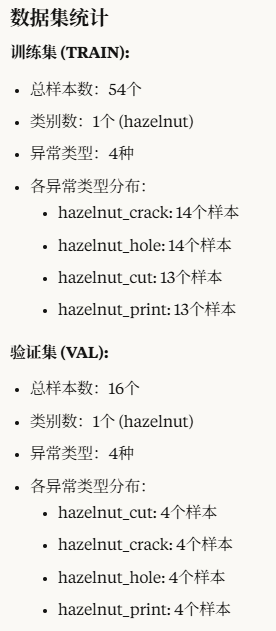 数据集统计
训练集 (TRAIN):
• 总样本数：54个
• 类别数：1个 (hazelnut)
• 异常类型：4种
• 各异常类型分布：
• hazelnut_crack: 14个样本
• hazelnut_hole: 14个样本
• hazelnut_cut: 13个样本
• hazelnut_print: 13个样本
验证集 (VAL):
• 总样本数：16个
• 类别数：1个 (hazelnut)
• 异常类型：4种
• 各异常类型分布：
• hazelnut_cut: 4个样本
• hazelnut_crack: 4个样本
• hazelnut_hole: 4个样本
• hazelnut_print: 4个样本